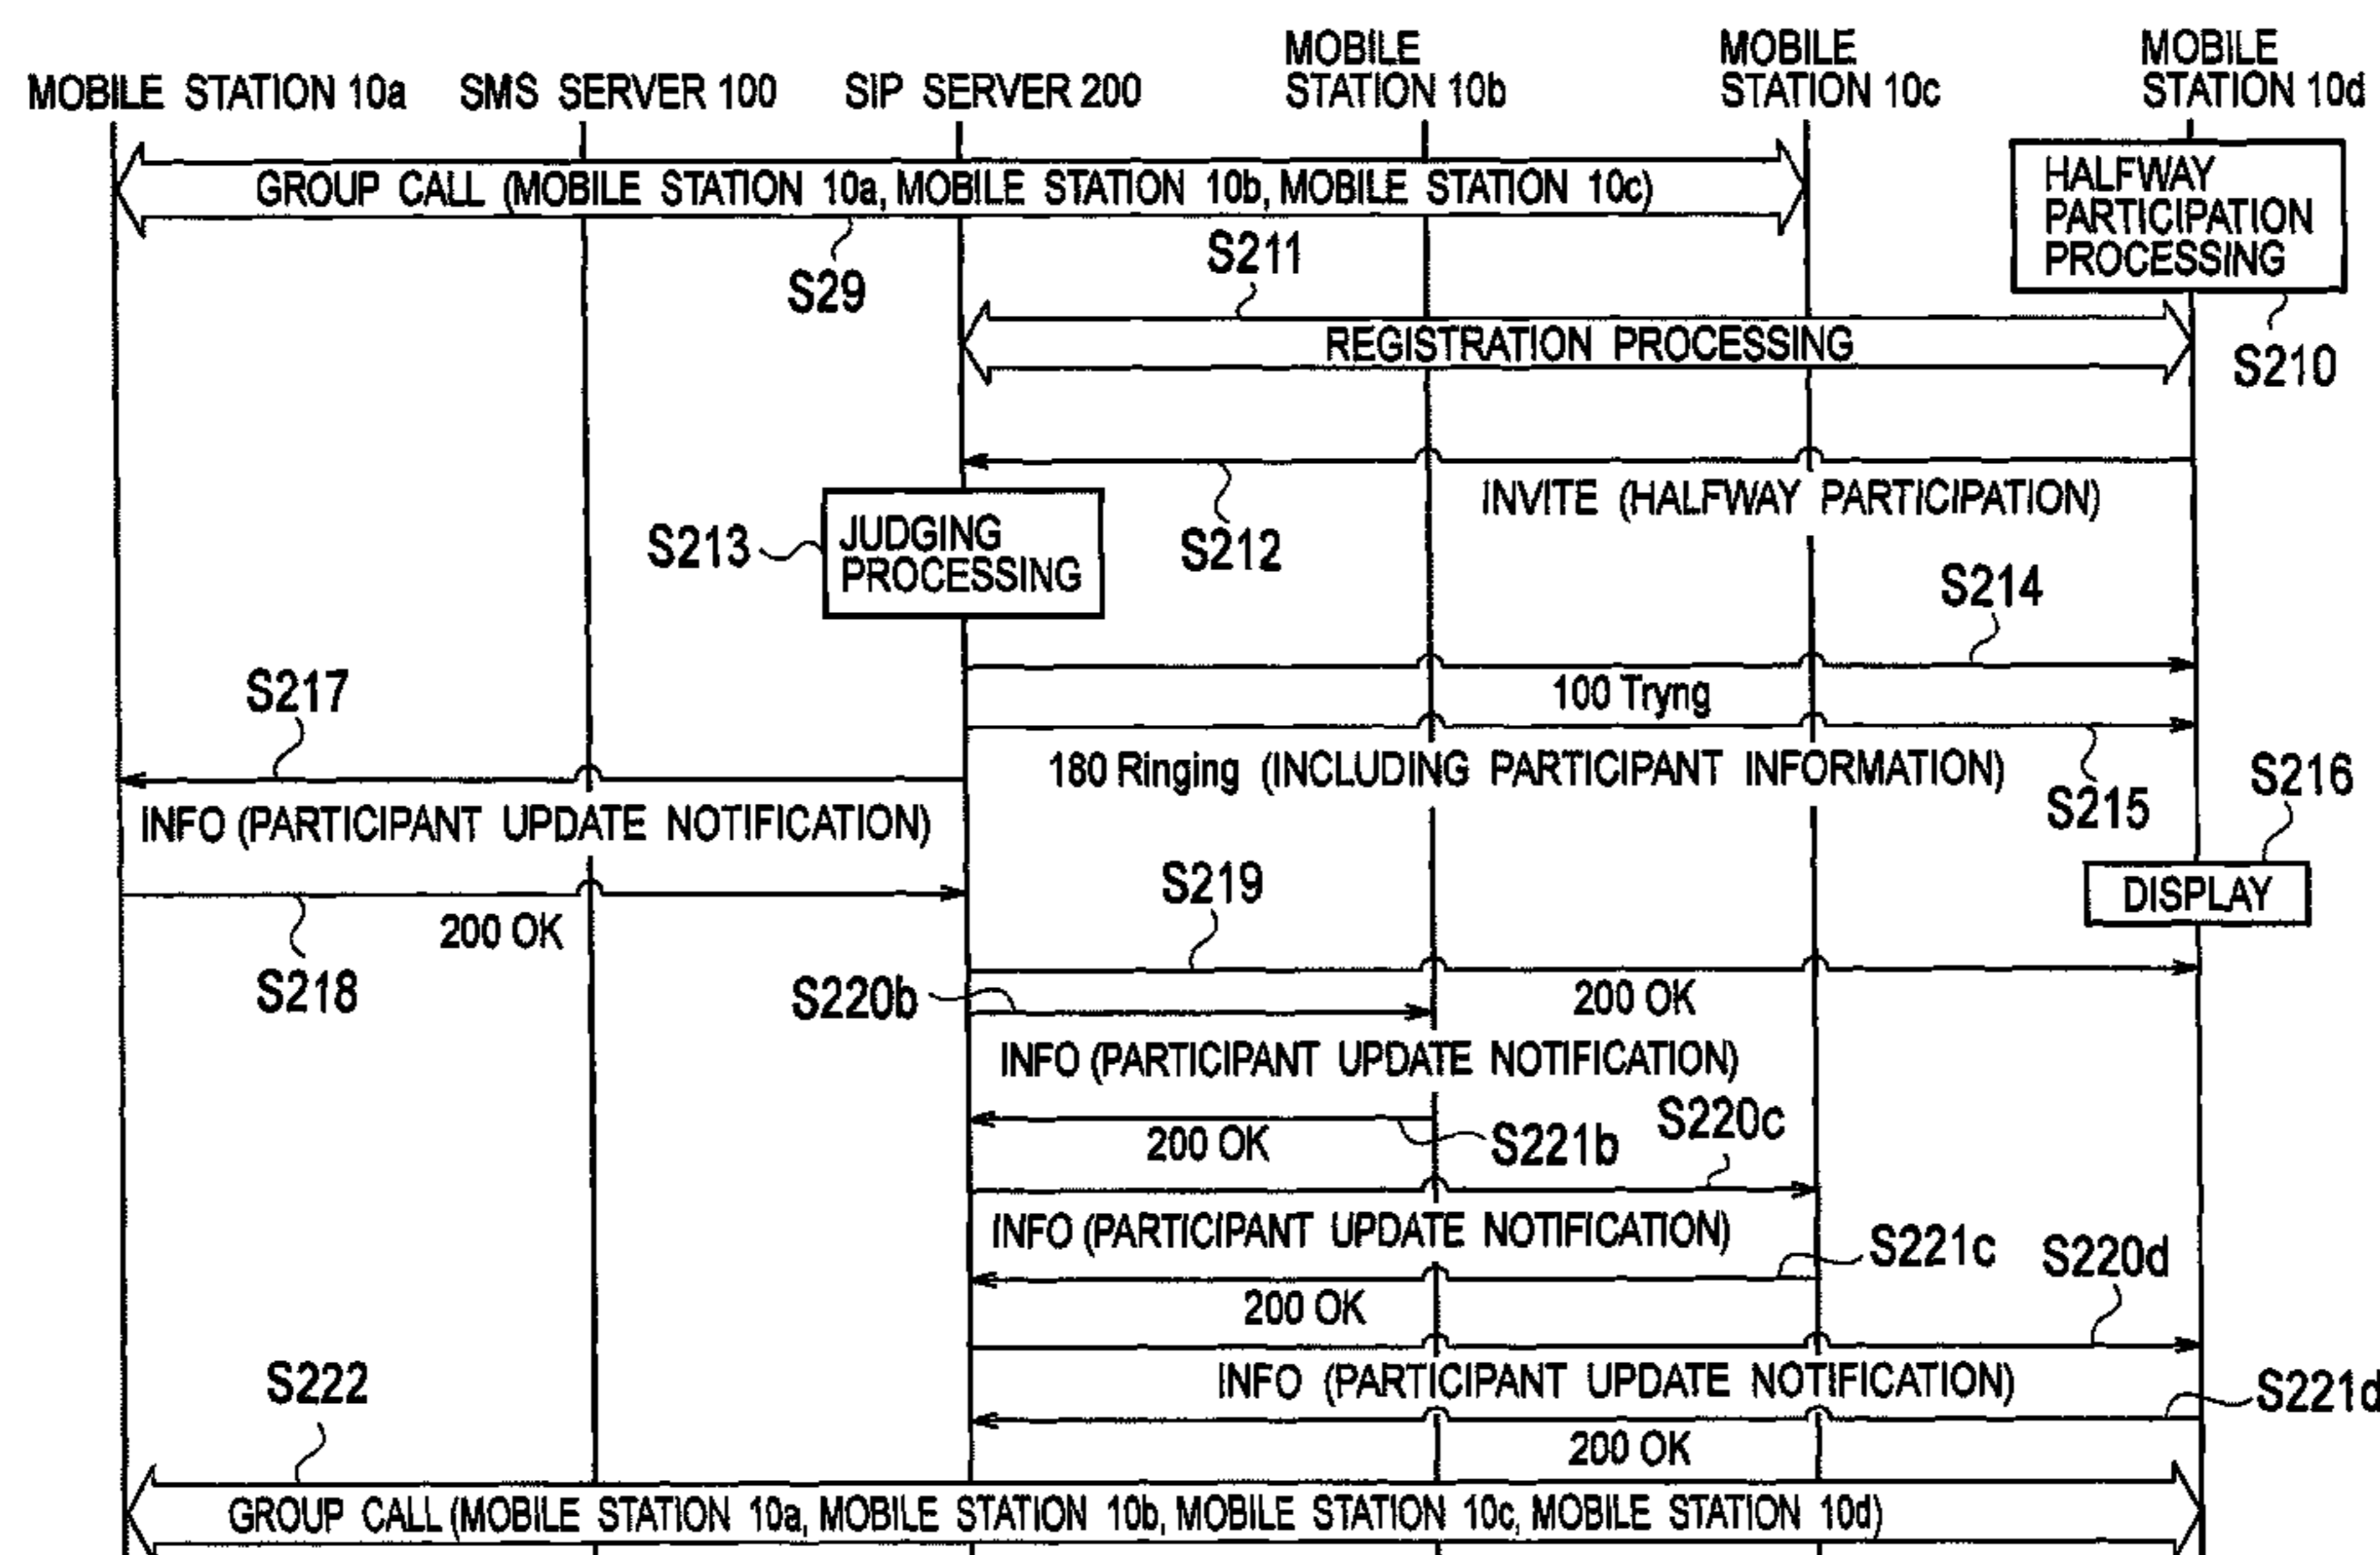 MOBILE STATION 10a
SMS SERVER 100
SIP SERVER 200
MOBILE
STATION 10b
MOBILE
STATION 10c
MOBILE
STATION 10d
GROUP CALL (MOBILE STATION 10a, MOBILE STATION 10b, MOBILE STATION 10c)
HALFWAY
PARTICIPATION
PROCESSING
S29
S211
REGISTRATION PROCESSING
S210
INVITE (HALFWAY PARTICIPATION)
S212
S213
JUDGING
PROCESSING
S214
100 Tryng
S217
180 Ringing (INCLUDING PARTICIPANT INFORMATION)
S215
S216
INFO (PARTICIPANT UPDATE NOTIFICATION)
DISPLAY
200 OK
S218
S219
200 OK
S220b
INFO (PARTICIPANT UPDATE NOTIFICATION)
200 OK
S221b
S220c
INFO (PARTICIPANT UPDATE NOTIFICATION)
S221c
200 OK
S220d
INFO (PARTICIPANT UPDATE NOTIFICATION)
S221d
200 OK
S222
GROUP CALL (MOBILE STATION 10a, MOBILE STATION 10b, MOBILE STATION 10c, MOBILE STATION 10d)